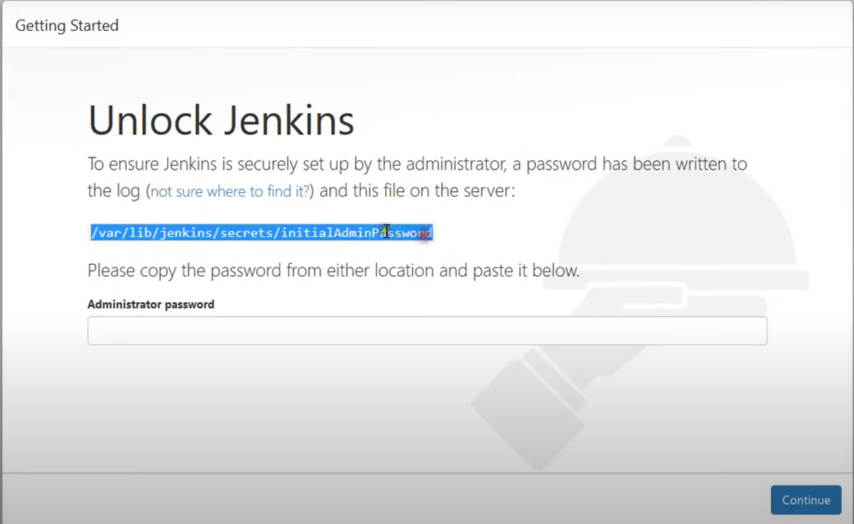 Getting Started
Unlock Jenkins
To ensure Jenkins is securely set up by the administrator, a password has been written to
the log (not sure where to find it?) and this file on the server:
/var/lib/jenkins/secrets/initialAdminPassword
Please copy the password from either location and paste it below.
Administrator password
Continue